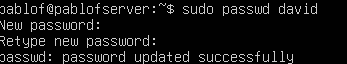 pablof@pablofserver:~$ sudo passwd david
New password:
Retype new password:
passwd: password updated successfully